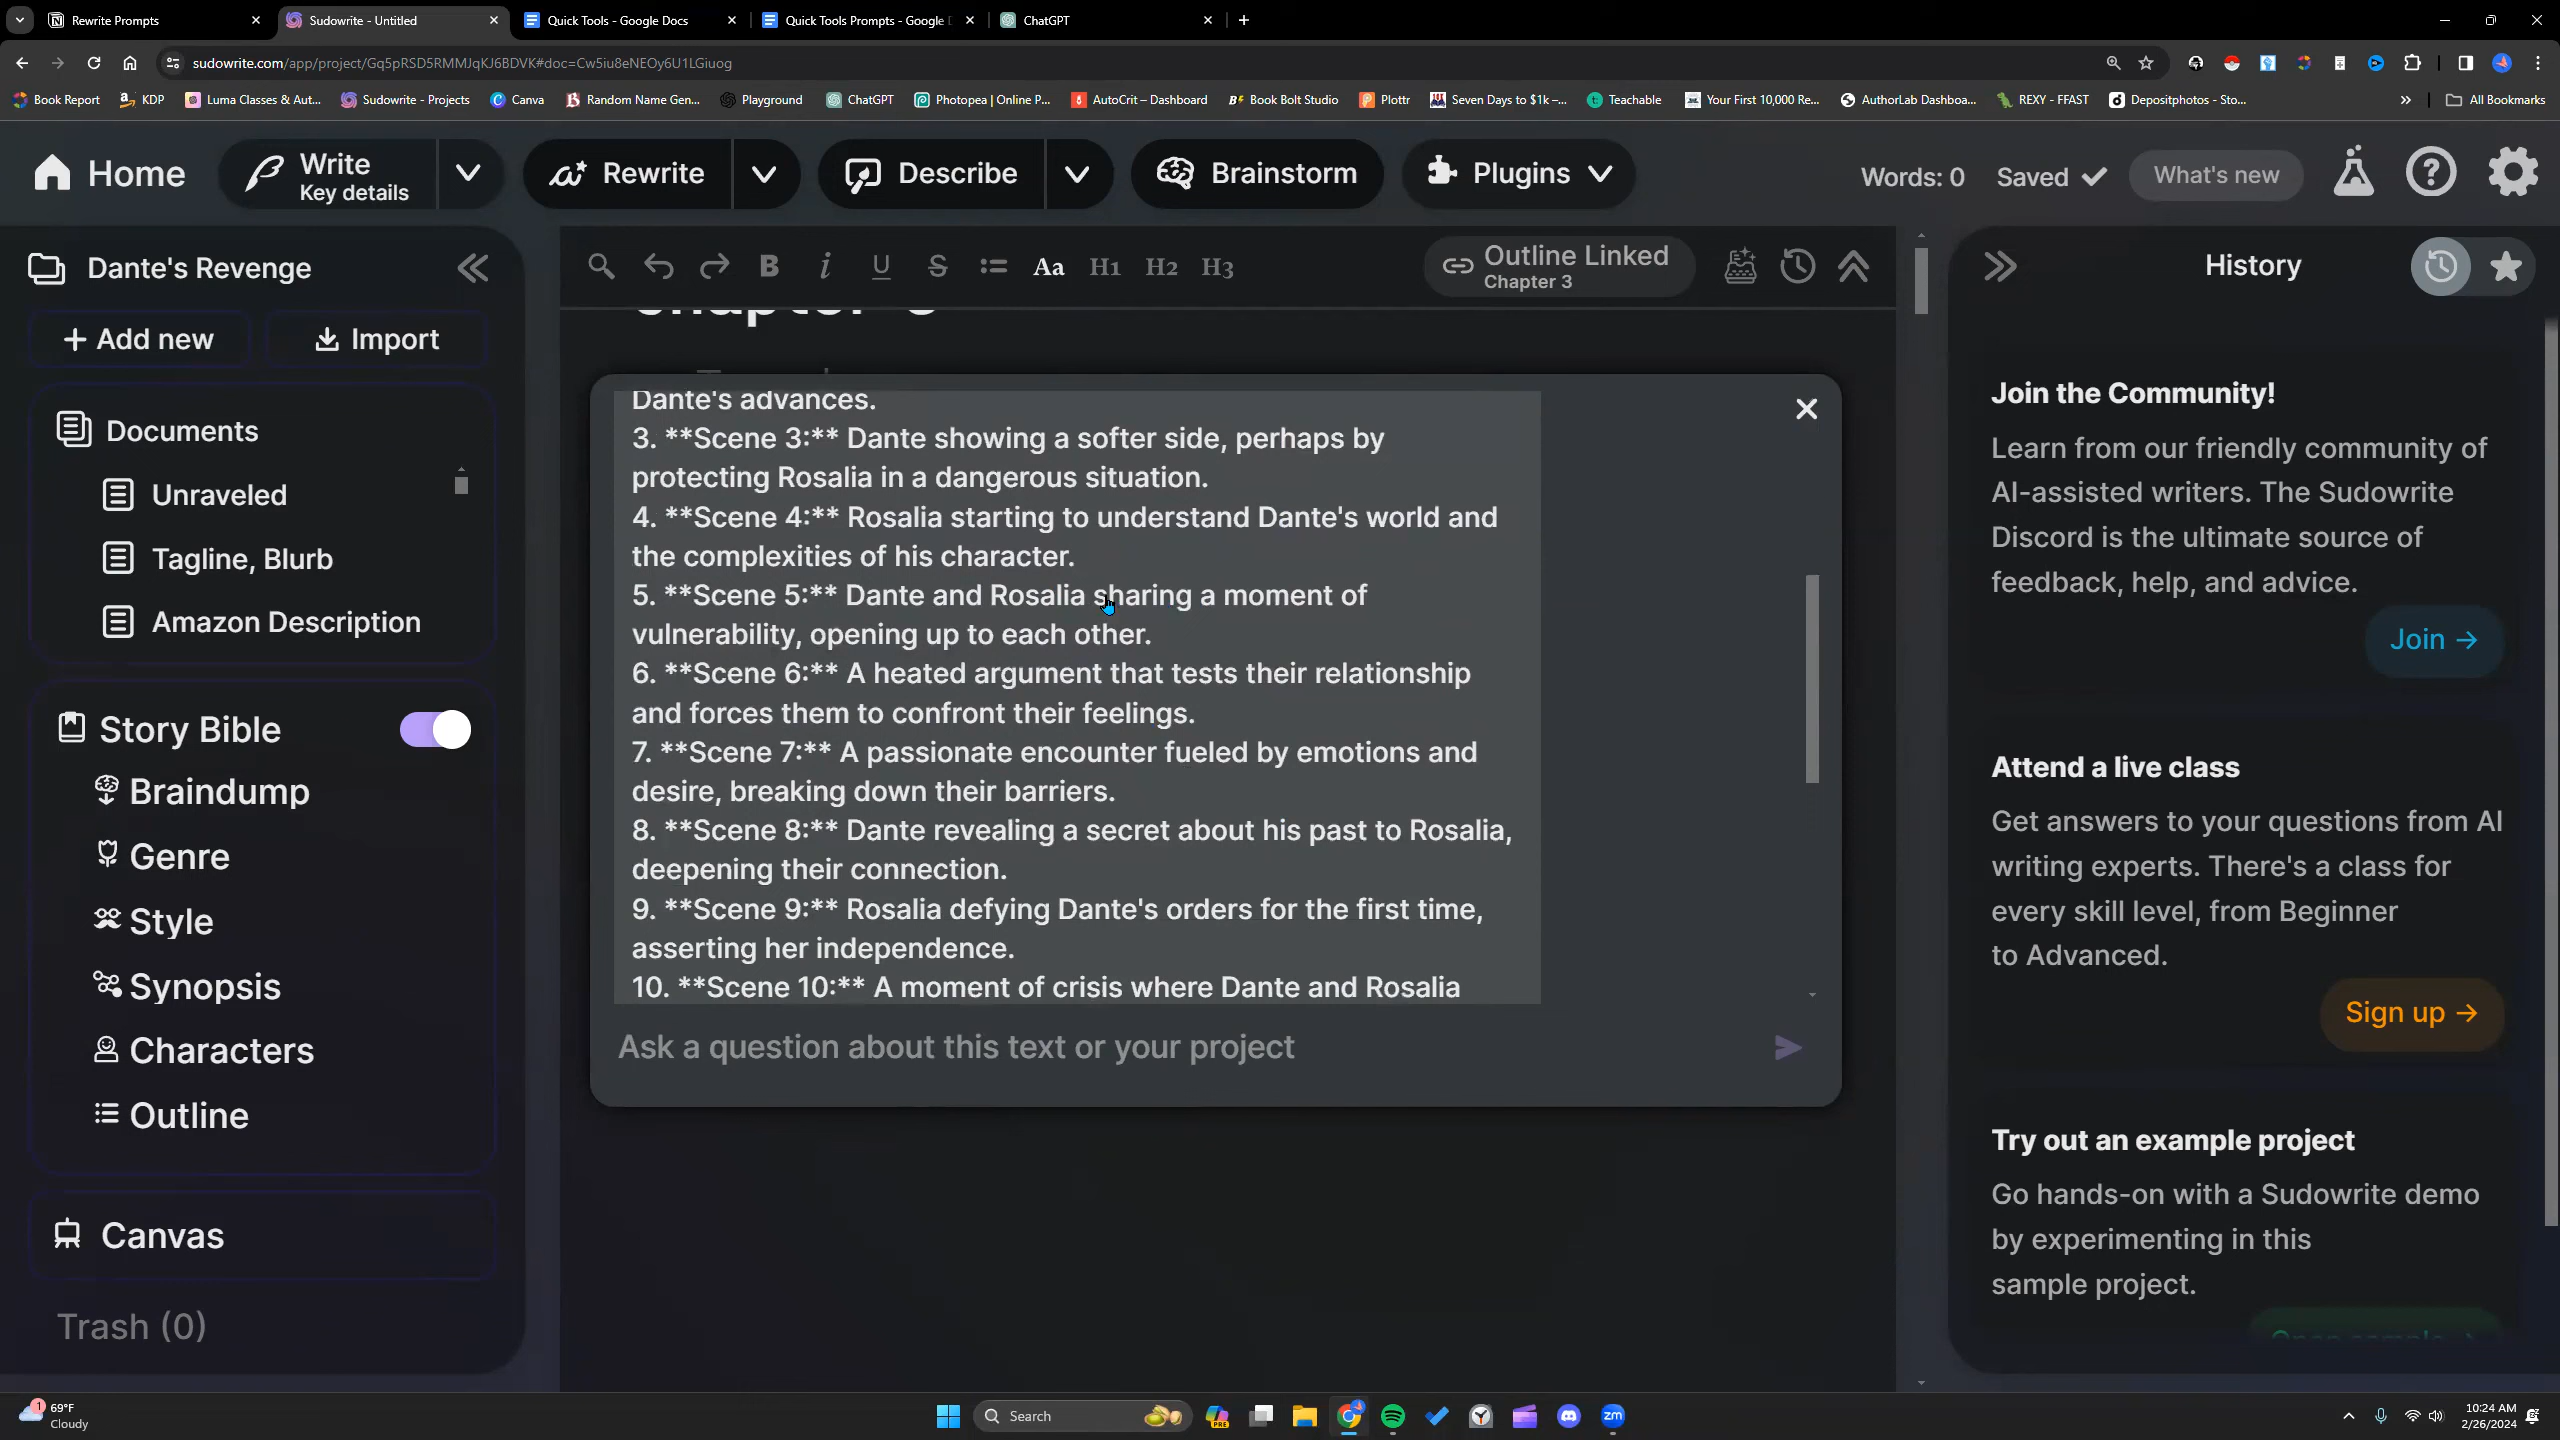 Rewrite Prompts
Sudowrite - Untitled
Quick Tools - Google Docs
Quick Tools Prompts - Google
ChatGPT
sudowrite.com/app/project/Gq5pRSD5RMMJqKJ6BDVK#doc=Cw5iu8eNEOy6U1LGiuog
Book Report
KDP
Luma Classes & Aut...
Sudowrite - Projects
Canva
Random Name Gen...
Playground
ChatGPT
Photopea | Online P...
AutoCrit – Dashboard
Book Bolt Studio
Plottr
Seven Days to $1k –...
Teachable
Your First 10,000 Re...
AuthorLab Dashboa...
REXY - FFAST
Depositphotos - Sto...
All Bookmarks
Home
Write
Key details
Rewrite
Describe
Brainstorm
Plugins
Words: 0
Saved
What's new
Dante's Revenge
+ Add new
Import
Documents
Unraveled
Tagline, Blurb
Amazon Description
Story Bible
Braindump
Genre
Style
Synopsis
Characters
Outline
Canvas
Trash (0)
B i U S Aa H1 H2 H3
Outline Linked
Chapter 3
Chapter 3
Dante's advances.
3. **Scene 3:** Dante showing a softer side, perhaps by
protecting Rosalia in a dangerous situation.
4. **Scene 4:** Rosalia starting to understand Dante's world and
the complexities of his character.
5. **Scene 5:** Dante and Rosalia sharing a moment of
vulnerability, opening up to each other.
6. **Scene 6:** A heated argument that tests their relationship
and forces them to confront their feelings.
7. **Scene 7:** A passionate encounter fueled by emotions and
desire, breaking down their barriers.
8. **Scene 8:** Dante revealing a secret about his past to Rosalia,
deepening their connection.
9. **Scene 9:** Rosalia defying Dante's orders for the first time,
asserting her independence.
10. **Scene 10:** A moment of crisis where Dante and Rosalia
Ask a question about this text or your project
History
Join the Community!
Learn from our friendly community of
AI-assisted writers. The Sudowrite
Discord is the ultimate source of
feedback, help, and advice.
Join →
Attend a live class
Get answers to your questions from AI
writing experts. There's a class for
every skill level, from Beginner
to Advanced.
Sign up →
Try out an example project
Go hands-on with a Sudowrite demo
by experimenting in this
sample project.
Open sample →
1
69°F
Cloudy
Search
PRE
zm
10:24 AM
2/26/2024